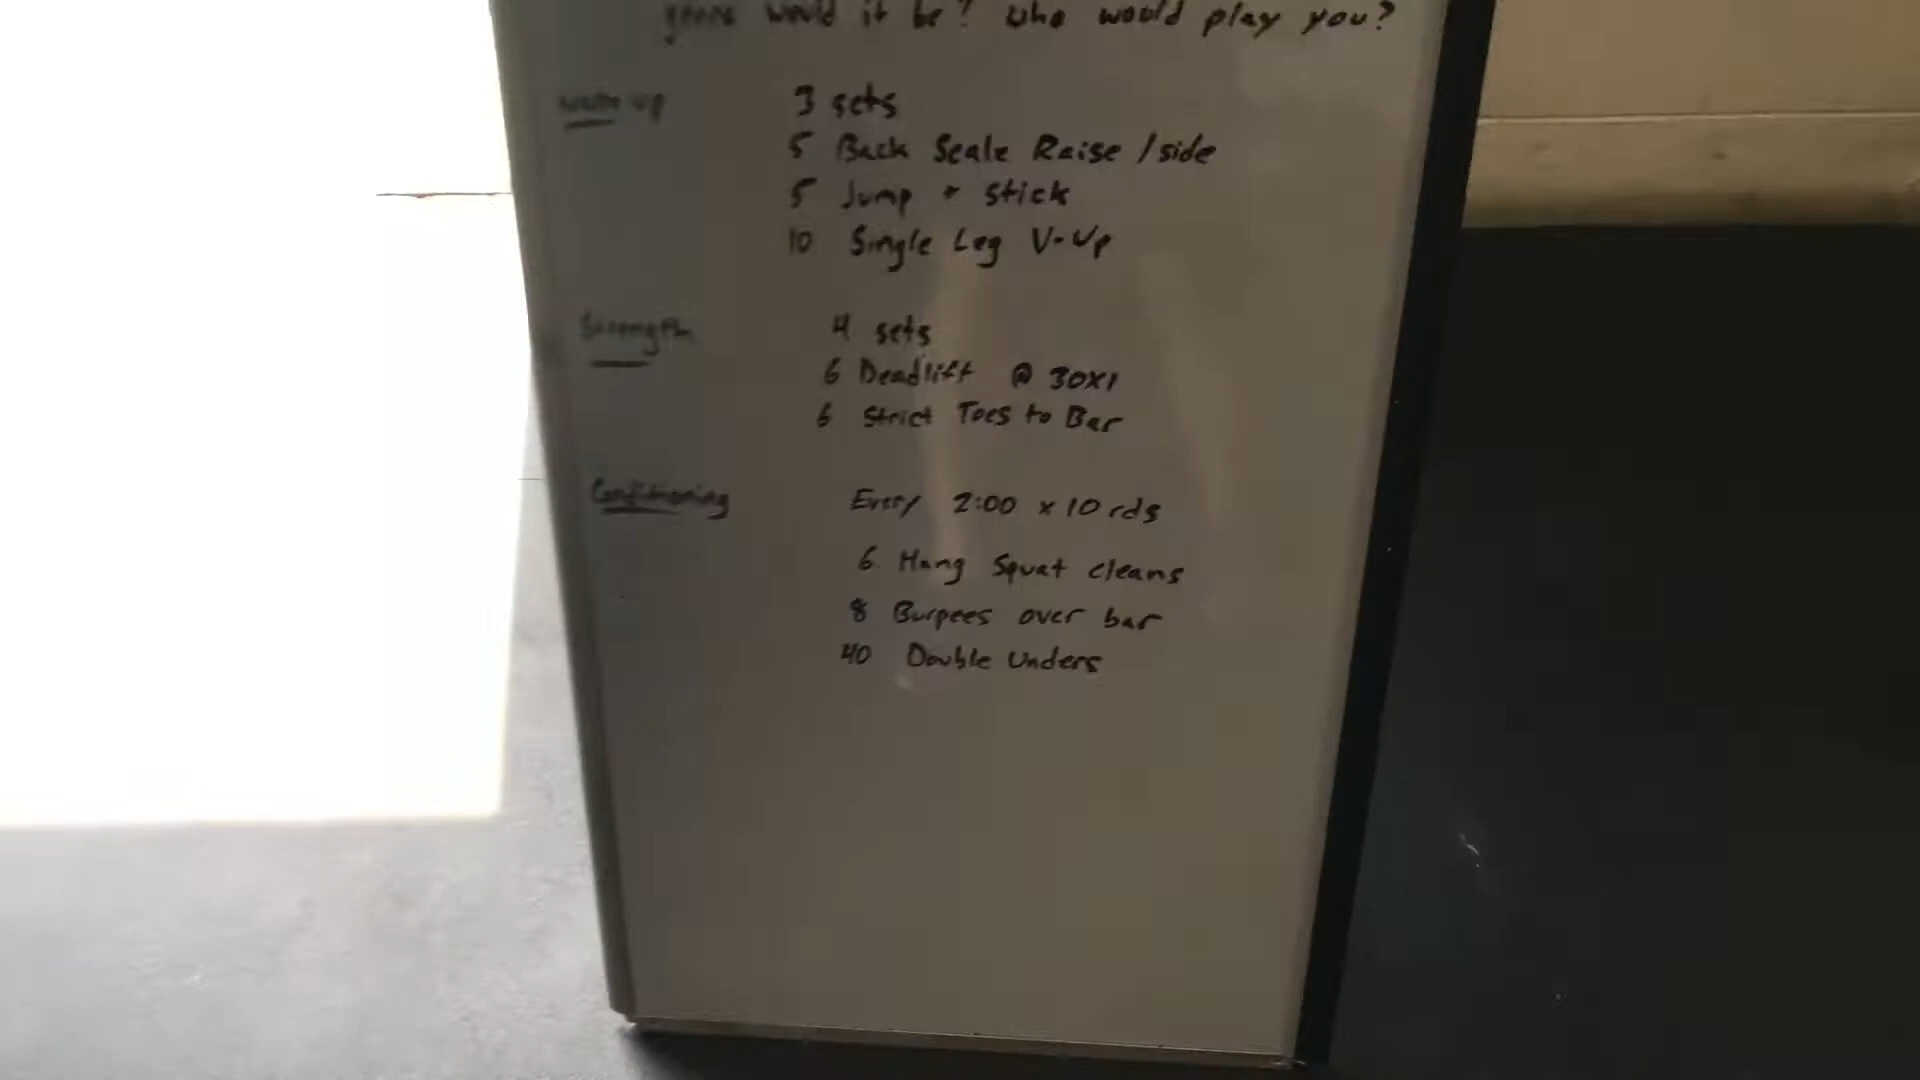 genre would it be? Who would play you?
Warm up 3 sets
5 Back Scale Raise /side
5 Jump + Stick
10 Single Leg V-Up
Strength 4 sets
6 Deadlift @ 30X1
6 Strict Toes to Bar
Conditioning Every 2:00 x 10 rds
6 Hang Squat cleans
8 Burpees over bar
40 Double Unders